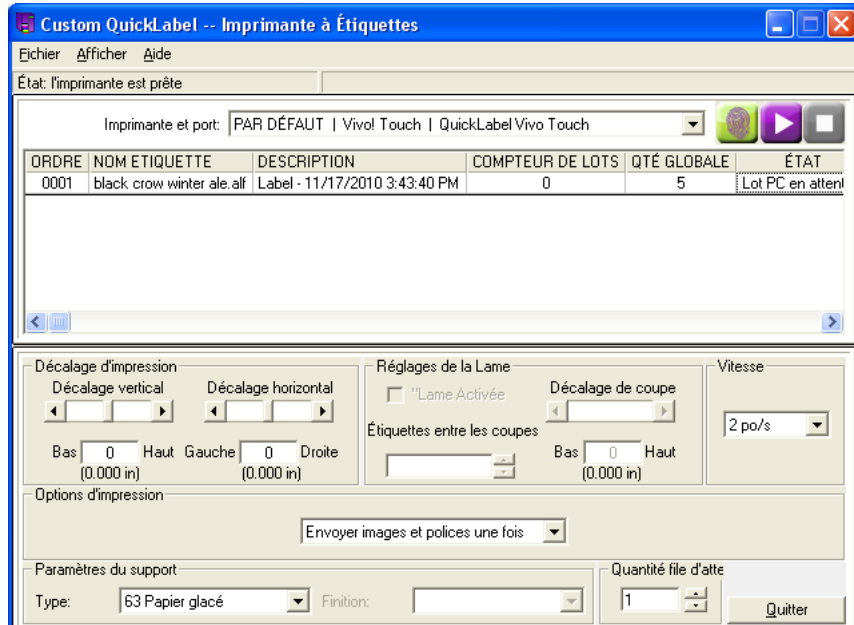 Custom QuickLabel -- Imprimante à Étiquettes
Fichier Afficher Aide
État: l'imprimante est prête
Imprimante et port: PAR DÉFAUT | Vivo! Touch | QuickLabel Vivo Touch
ORDRE NOM ETIQUETTE DESCRIPTION COMPTEUR DE LOTS QTÉ GLOBALE ÉTAT
0001 black crow winter ale.alf Label - 11/17/2010 3:43:40 PM 0 5 Lot PC en attent
Décalage d'impression Réglages de la Lame Vitesse
Décalage vertical Décalage horizontal "Lame Activée Décalage de coupe
2 po/s
Étiquettes entre les coupes
Bas 0 Haut Gauche 0 Droite Bas 0 Haut
(0.000 in) (0.000 in) (0.000 in)
Options d'impression
Envoyer images et polices une fois
Paramètres du support Quantité file d'atte
Type: 63 Papier glacé Finition: 1 Quitter